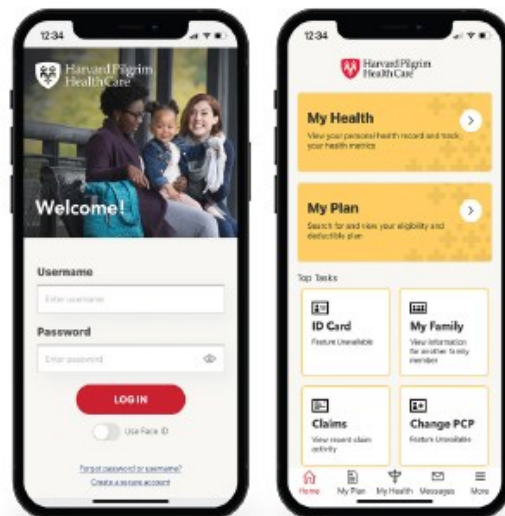 12:34
Harvard Pilgrim
HealthCare
Welcome!
Username
Enter username
Password
Enter password
LOG IN
Use Face ID
Forgot password or username?
Create a secure account
12:34
Harvard Pilgrim
HealthCare
My Health
View your personal health record and track
your health metrics
My Plan
Search for and view your eligibility and
deductible plan
Top Tasks
ID Card
Feature Unavailable
My Family
View information
for another family
member
Claims
View recent claim
activity
Change PCP
Feature Unavailable
Home
My Plan
My Health
Messages
More